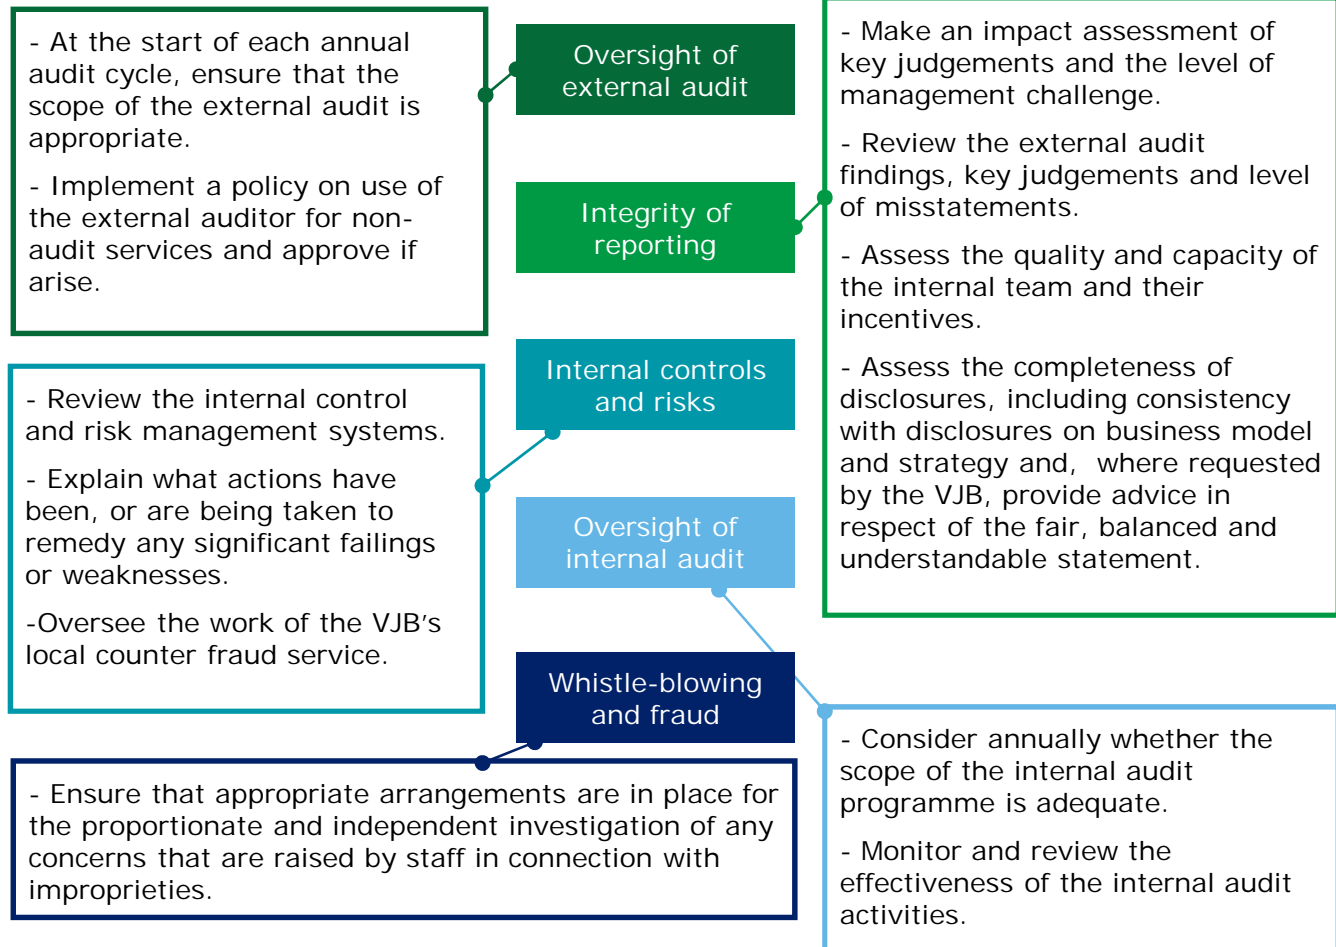 - At the start of each annual
audit cycle, ensure that the
scope of the external audit is
appropriate.
- Implement a policy on use of
the external auditor for non-
audit services and approve if
arise.
Oversight of
external audit
- Make an impact assessment of
key judgements and the level of
management challenge.
- Review the external audit
findings, key judgements and level
of misstatements.
- Assess the quality and capacity of
the internal team and their
incentives.
- Assess the completeness of
disclosures, including consistency
with disclosures on business model
and strategy and, where requested
by the VJB, provide advice in
respect of the fair, balanced and
understandable statement.
Integrity of
reporting
Internal controls
and risks
- Review the internal control
and risk management systems.
- Explain what actions have
been, or are being taken to
remedy any significant failings
or weaknesses.
-Oversee the work of the VJB's
local counter fraud service.
Oversight of
internal audit
Whistle-blowing
and fraud
- Ensure that appropriate arrangements are in place for
the proportionate and independent investigation of any
concerns that are raised by staff in connection with
improprieties.
- Consider annually whether the
scope of the internal audit
programme is adequate.
- Monitor and review the
effectiveness of the internal audit
activities.